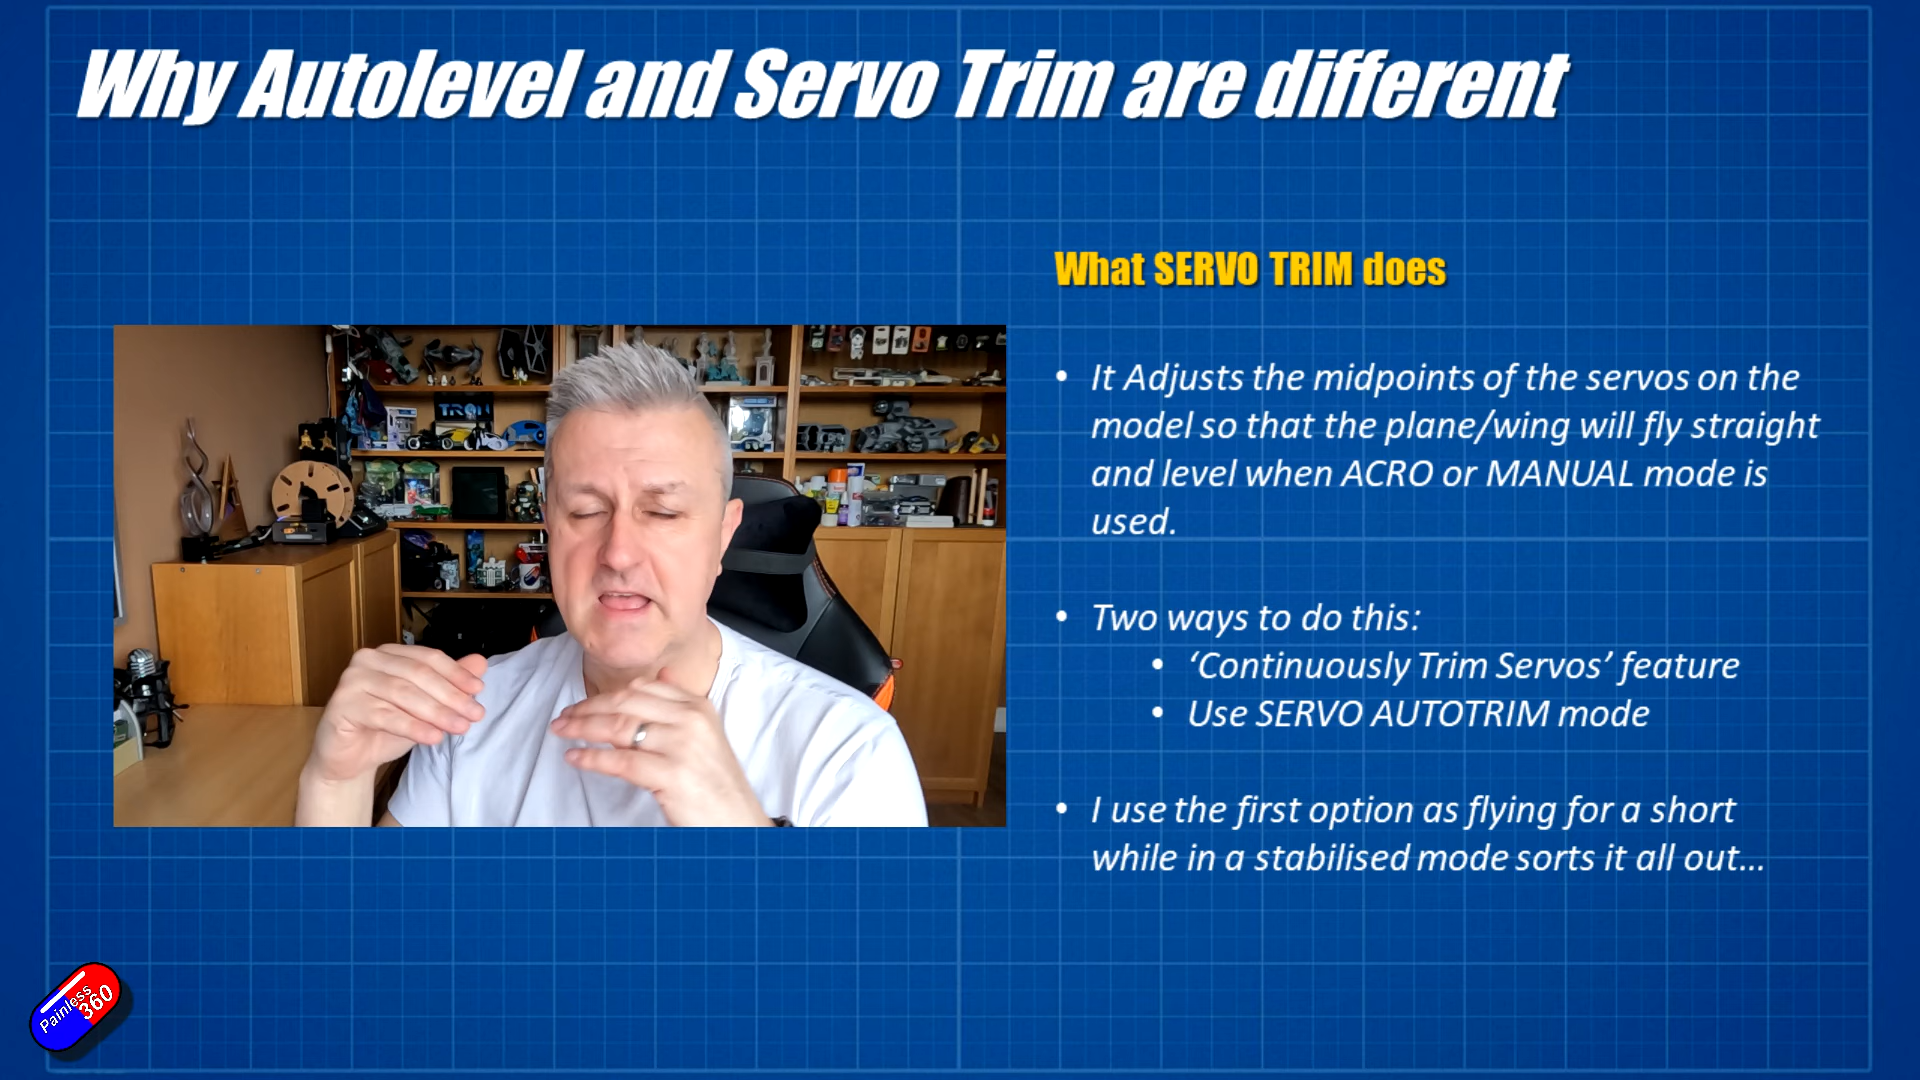 Why Autolevel and Servo Trim are different
What SERVO TRIM does
• It Adjusts the midpoints of the servos on the
model so that the plane/wing will fly straight
and level when ACRO or MANUAL mode is
used.
• Two ways to do this:
• ‘Continuously Trim Servos’ feature
• Use SERVO AUTOTRIM mode
• I use the first option as flying for a short
while in a stabilised mode sorts it all out...
TRON
Painless
360